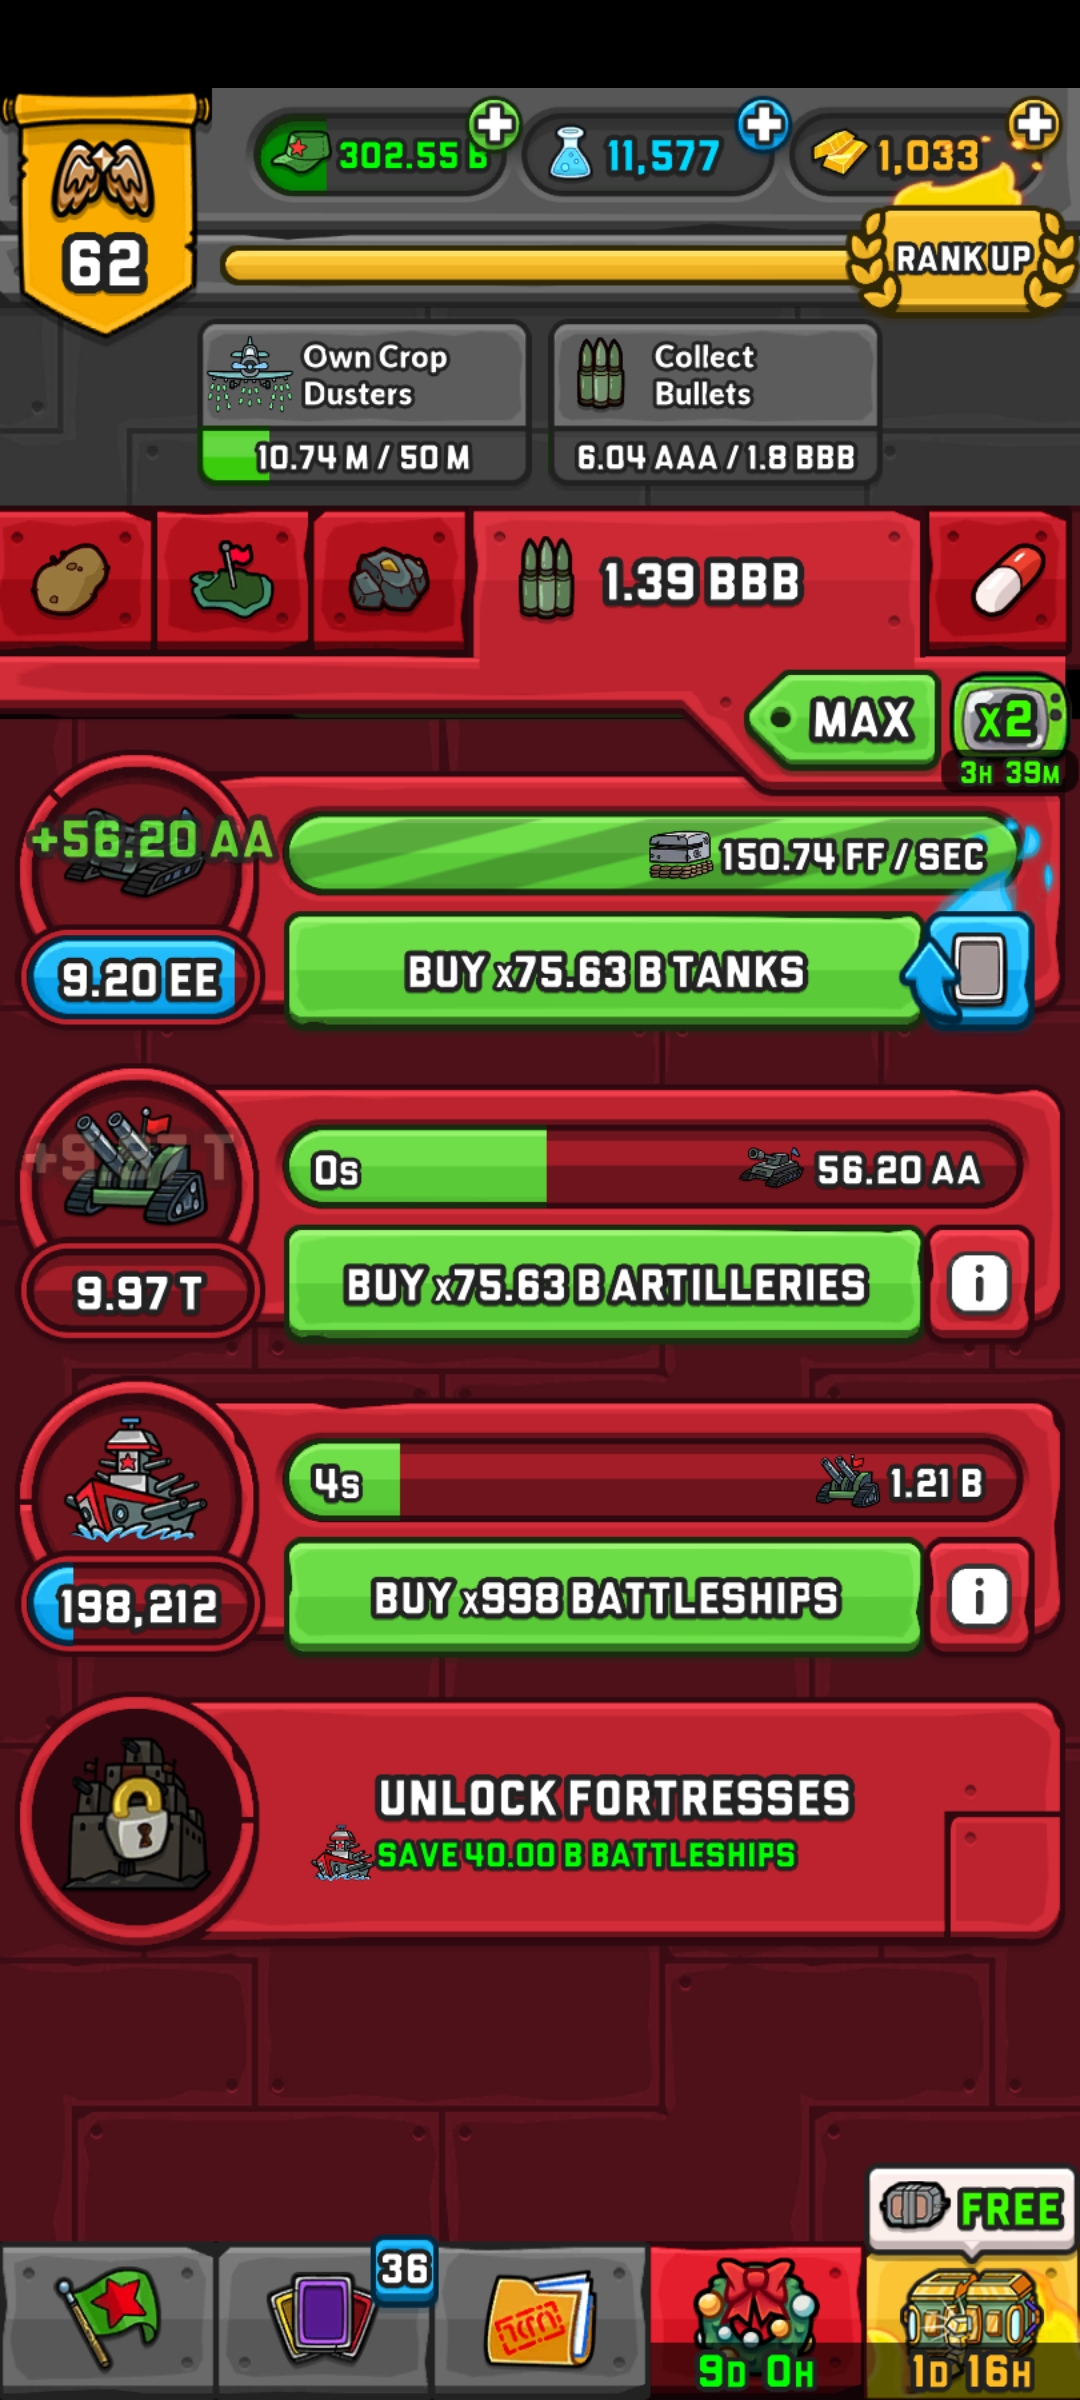 62
302.55 B
11,577
1,033
RANK UP
Own Crop
Dusters
10.74 M / 50 M
Collect
Bullets
6.04 AAA / 1.8 BBB
1.39 BBB
MAX
x2
3H 39M
+56.20 AA
150.74 FF / SEC
9.20 EE
BUY x75.63 B TANKS
+9.97 T
0s
56.20 AA
9.97 T
BUY x75.63 B ARTILLERIES
i
4s
1.21 B
198,212
BUY x998 BATTLESHIPS
i
UNLOCK FORTRESSES
SAVE 40.00 B BATTLESHIPS
FREE
36
9D 0H
1D 16H